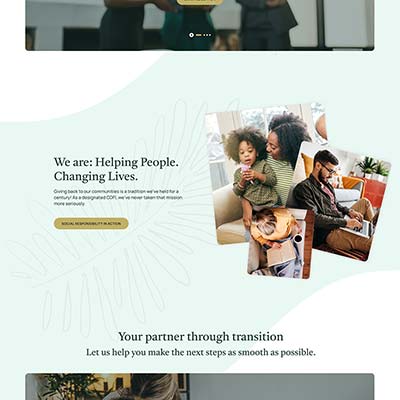 We are: Helping People.
Changing Lives.
Giving back to our communities is a tradition we've held for a
century! As a designated CDFI, we've never taken that mission
more seriously.
SOCIAL RESPONSIBILITY IN ACTION
Your partner through transition
Let us help you make the next steps as smooth as possible.